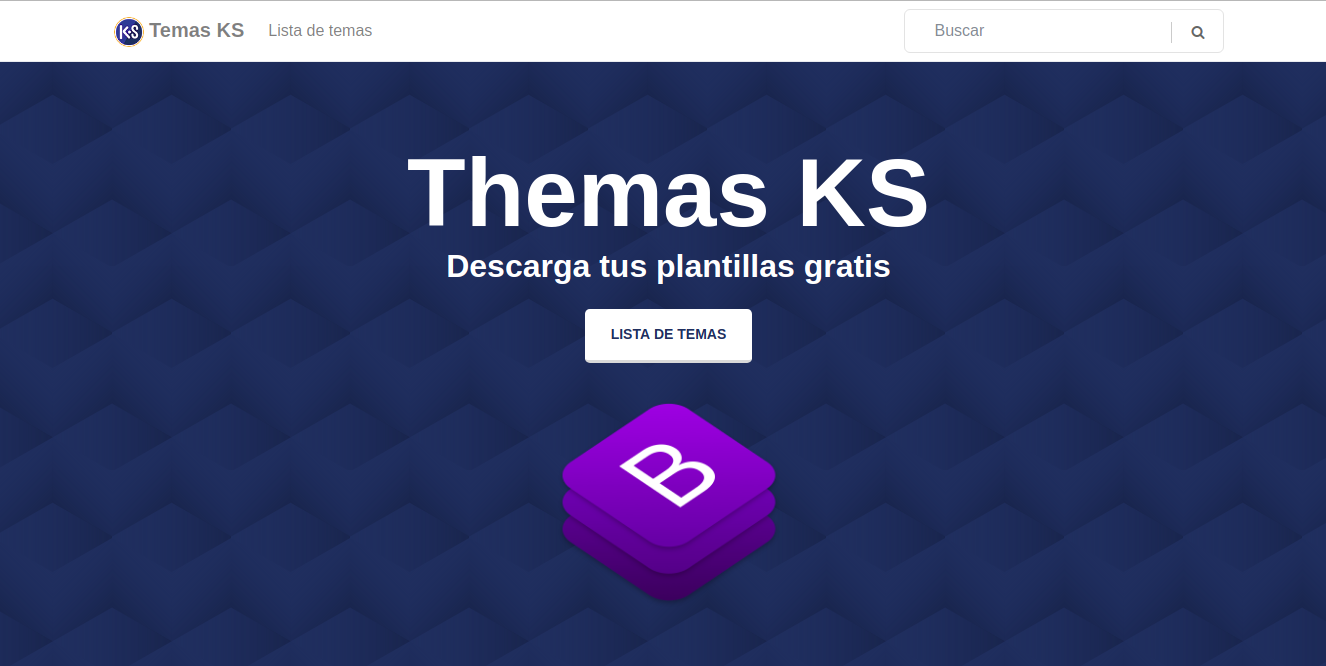 KS Temas KS Lista de temas Buscar
Themas KS
Descarga tus plantillas gratis
LISTA DE TEMAS
B